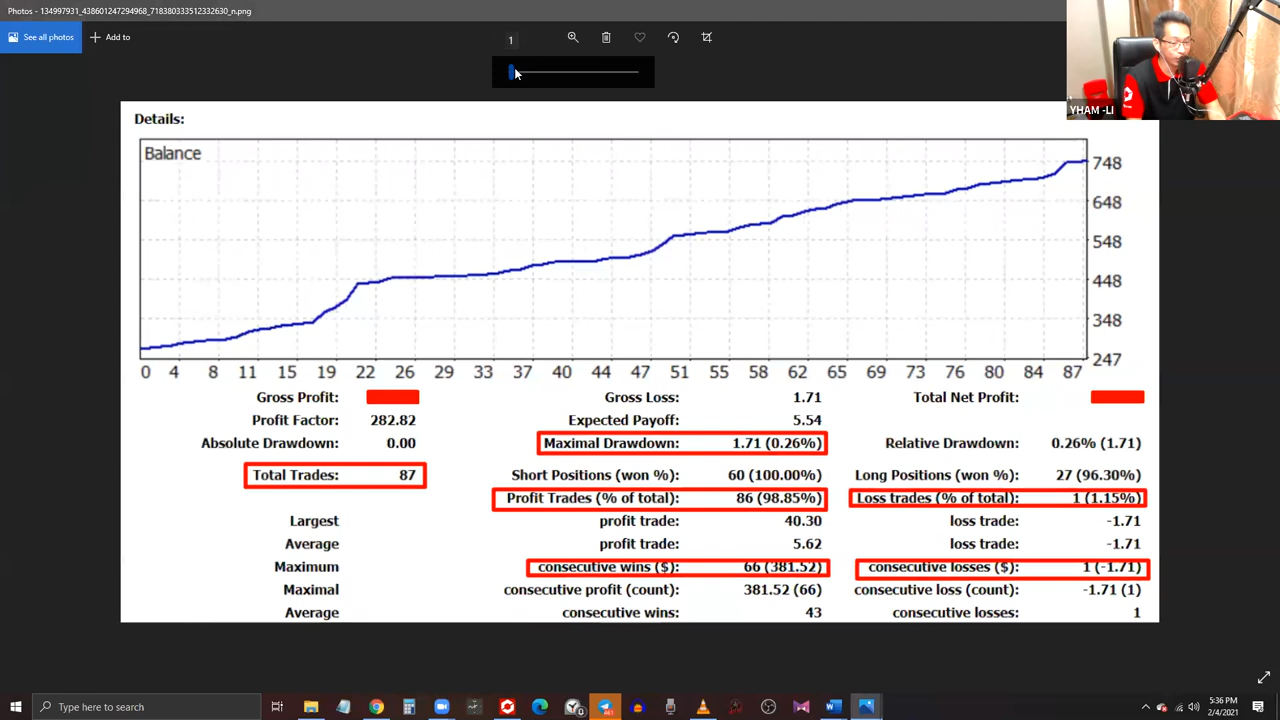 Photos - 134997931_438601247294968_718380333512332630_n.png
See all photos + Add to
1
YHAM -LI
Details:
Balance
748
648
548
448
348
247
0 4 8 11 15 19 22 26 29 33 37 40 44 47 51 55 58 62 65 69 73 76 80 84 87
Gross Profit: Gross Loss: 1.71 Total Net Profit:
Profit Factor: 282.82 Expected Payoff: 5.54
Absolute Drawdown: 0.00 Maximal Drawdown: 1.71 (0.26%) Relative Drawdown: 0.26% (1.71)
Total Trades: 87 Short Positions (won %): 60 (100.00%) Long Positions (won %): 27 (96.30%)
Profit Trades (% of total): 86 (98.85%) Loss trades (% of total): 1 (1.15%)
Largest profit trade: 40.30 loss trade: -1.71
Average profit trade: 5.62 loss trade: -1.71
Maximum consecutive wins ($): 66 (381.52) consecutive losses ($): 1 (-1.71)
Maximal consecutive profit (count): 381.52 (66) consecutive loss (count): -1.71 (1)
Average consecutive wins: 43 consecutive losses: 1
Type here to search
5:36 PM
2/4/2021